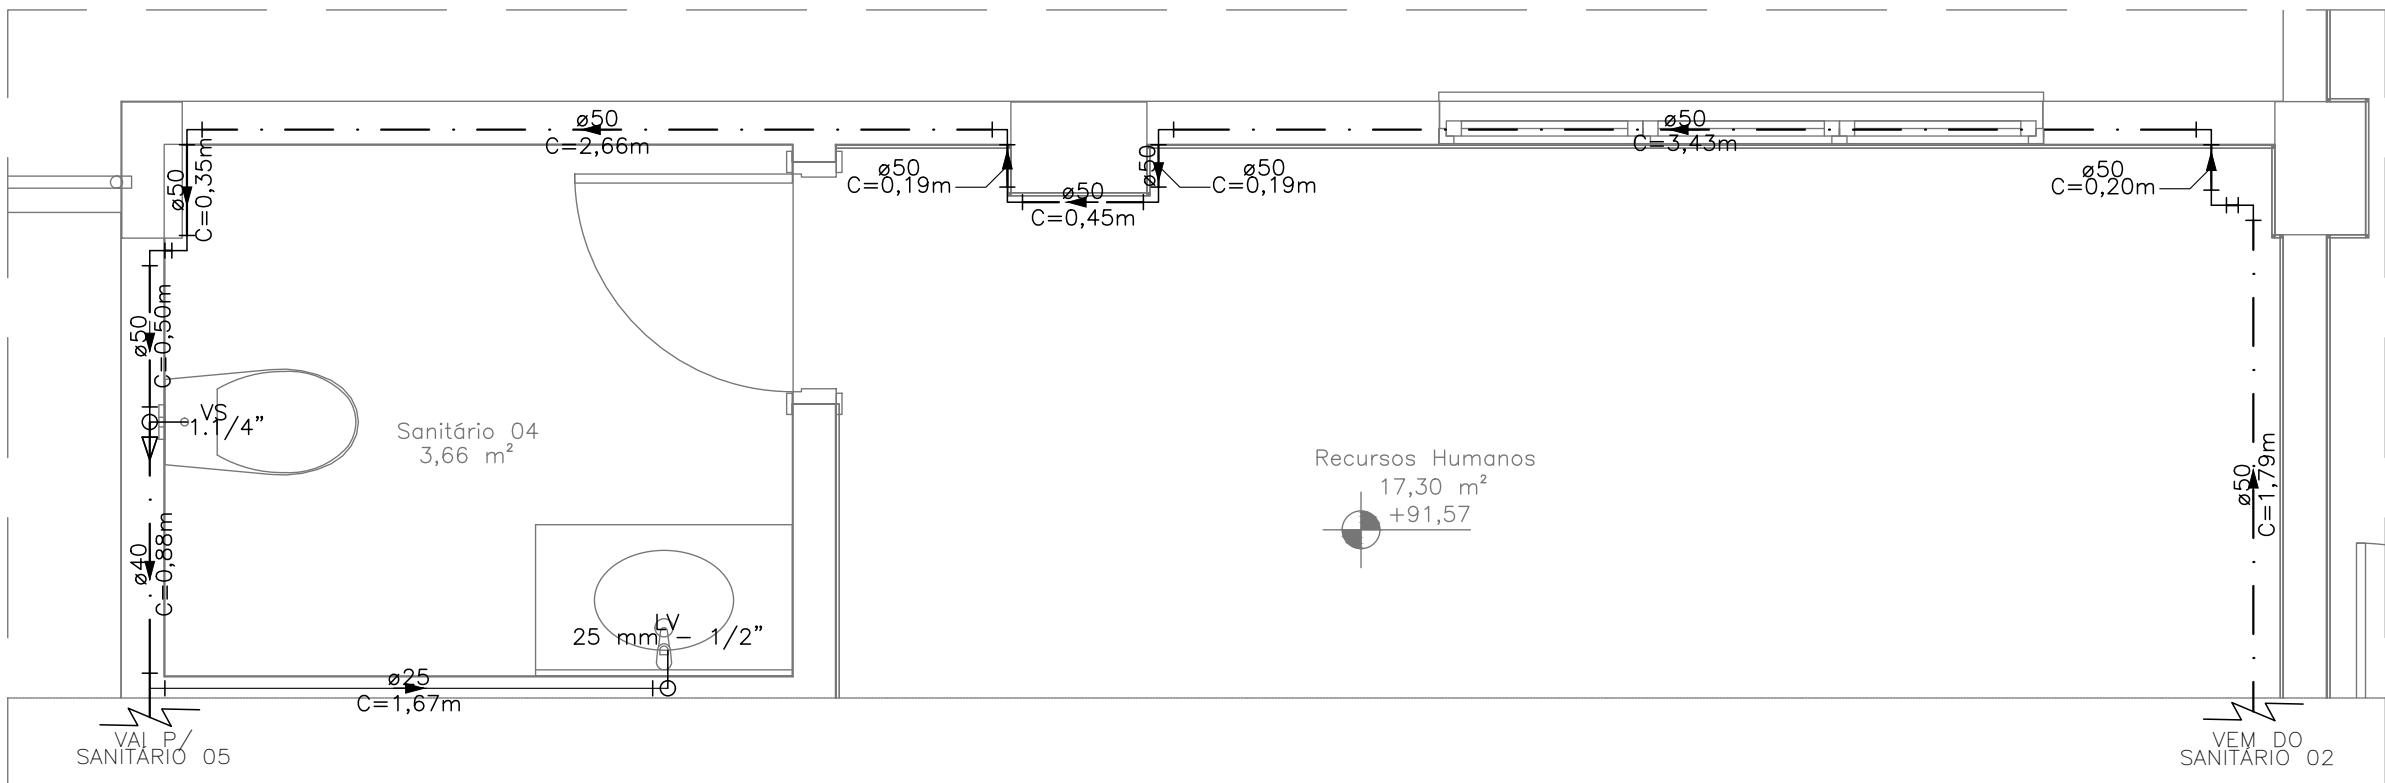 ø50
C=2,66m
ø50
C=3,43m
ø50
C=0,35m
ø50
C=0,19m
ø50
ø50
C=0,45m
ø50
C=0,19m
ø50
C=0,20m
ø50
C=0,50m
VS
1.1/4”
Sanitário 04
3,66 m²
Recursos Humanos
17,30 m²
+91,57
ø50
C=1,79m
ø40
C=0,88m
LV
25 mm – 1/2”
ø25
C=1,67m
VAI P/
SANITÁRIO 05
VEM DO
SANITÁRIO 02